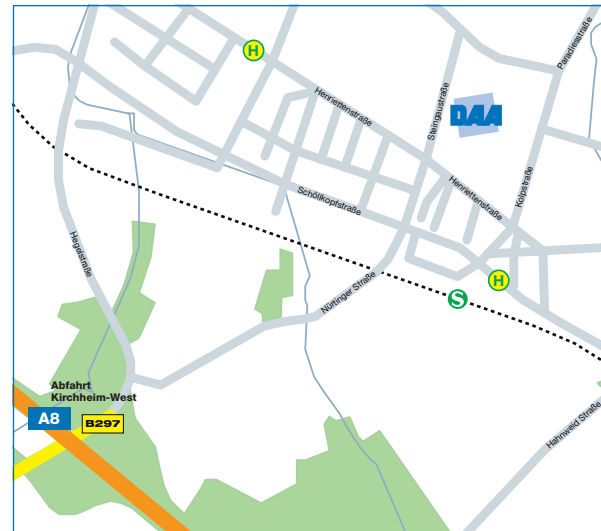 H
Henriettenstraße
Steingaustraße
Paradiesstraße
DAA
Kolpstraße
Henriettenstraße
Schöllkopfstraße
Hegelstraße
Nürtinger Straße
H
S
Abfahrt
Kirchheim-West
A8
B297
Hahnweid Straße